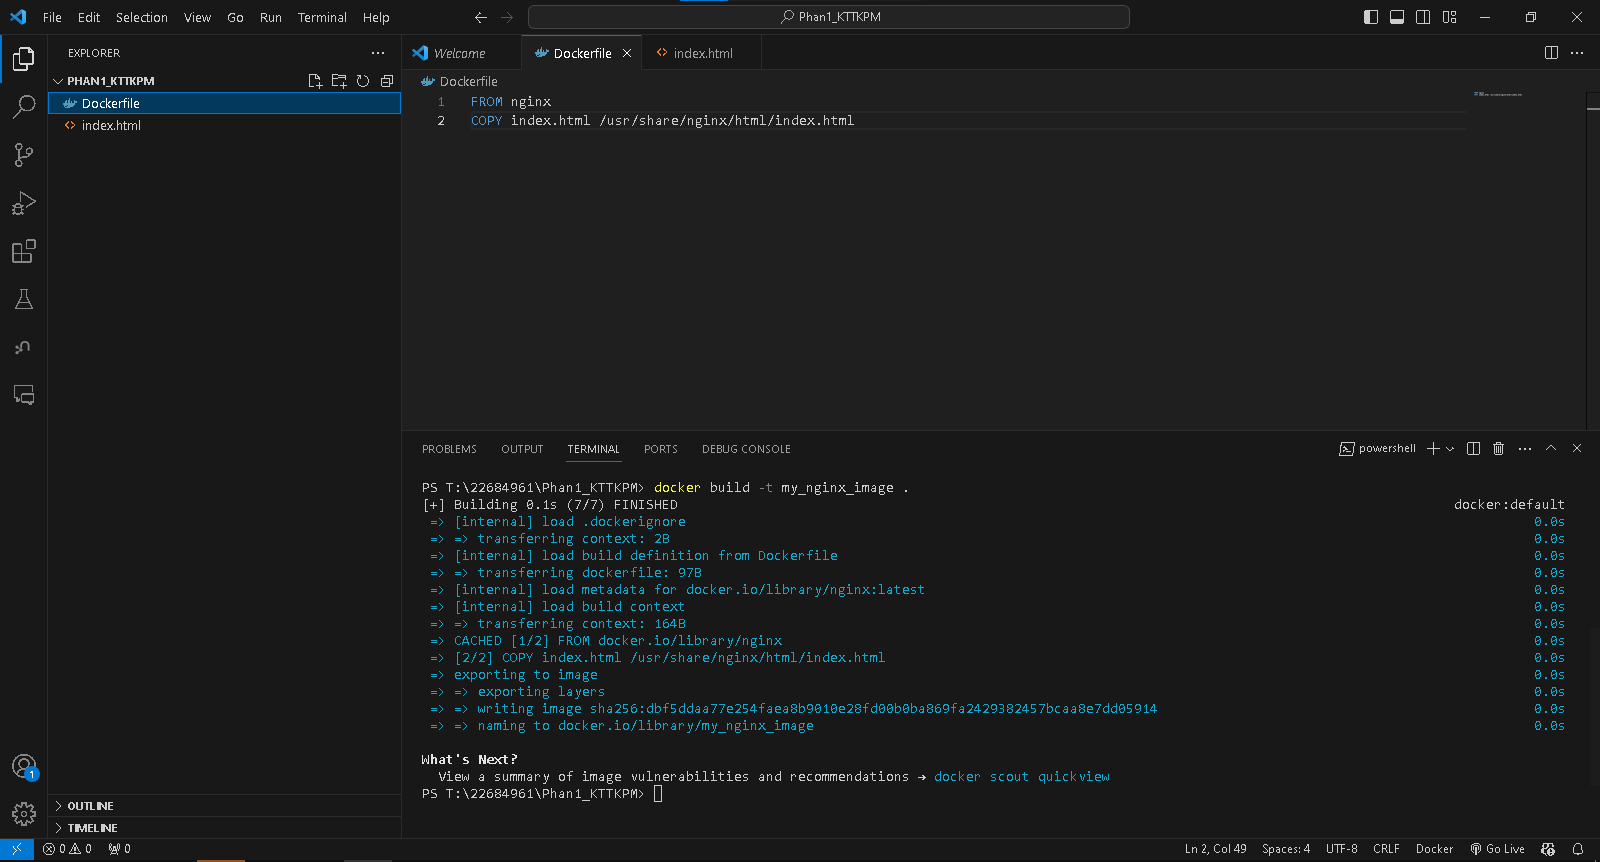 File Edit Selection View Go Run Terminal Help
Phan1_KTTKPM
EXPLORER
PHAN1_KTTKPM
Dockerfile
index.html
OUTLINE
TIMELINE
Welcome Dockerfile index.html
Dockerfile
1 FROM nginx
2 COPY index.html /usr/share/nginx/html/index.html
PROBLEMS OUTPUT TERMINAL PORTS DEBUG CONSOLE powershell
PS T:\22684961\Phan1_KTTKPM> docker build -t my_nginx_image .
[+] Building 0.1s (7/7) FINISHED docker:default
=> [internal] load .dockerignore 0.0s
=> => transferring context: 2B 0.0s
=> [internal] load build definition from Dockerfile 0.0s
=> => transferring dockerfile: 97B 0.0s
=> [internal] load metadata for docker.io/library/nginx:latest 0.0s
=> [internal] load build context 0.0s
=> => transferring context: 164B 0.0s
=> CACHED [1/2] FROM docker.io/library/nginx 0.0s
=> [2/2] COPY index.html /usr/share/nginx/html/index.html 0.0s
=> exporting to image 0.0s
=> => exporting layers 0.0s
=> => writing image sha256:dbf5ddaa77e254faea8b9010e28fd00b0ba869fa2429382457bcaa8e7dd05914 0.0s
=> => naming to docker.io/library/my_nginx_image 0.0s
What's Next?
View a summary of image vulnerabilities and recommendations → docker scout quickview
PS T:\22684961\Phan1_KTTKPM>
1
0 0 0 Ln 2, Col 49 Spaces: 4 UTF-8 CRLF Docker Go Live